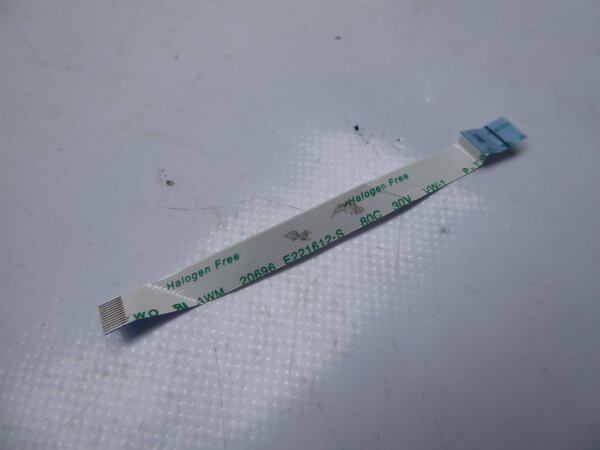 Halogen Free Halogen Free
AWM 20696 E221612-S 80C 30V VW-1